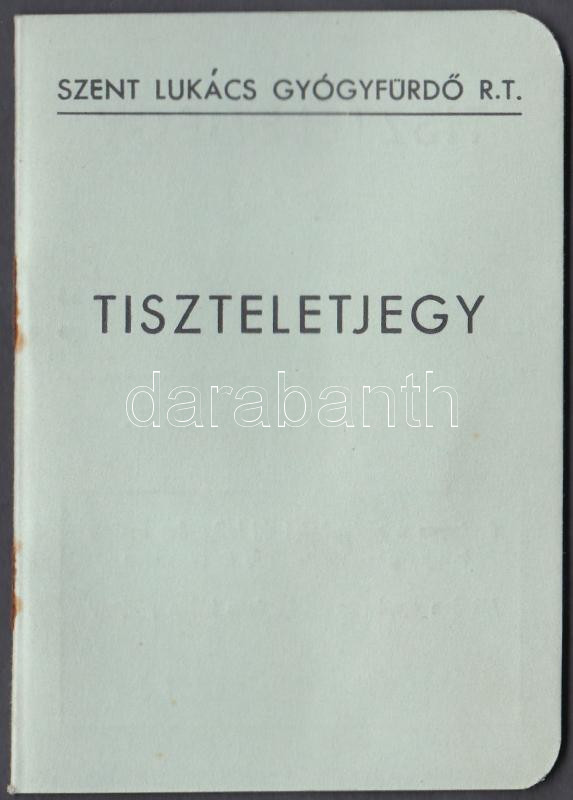 SZENT LUKÁCS GYÓGYFÜRDŐ R.T.
TISZTELETJEGY
darabanth